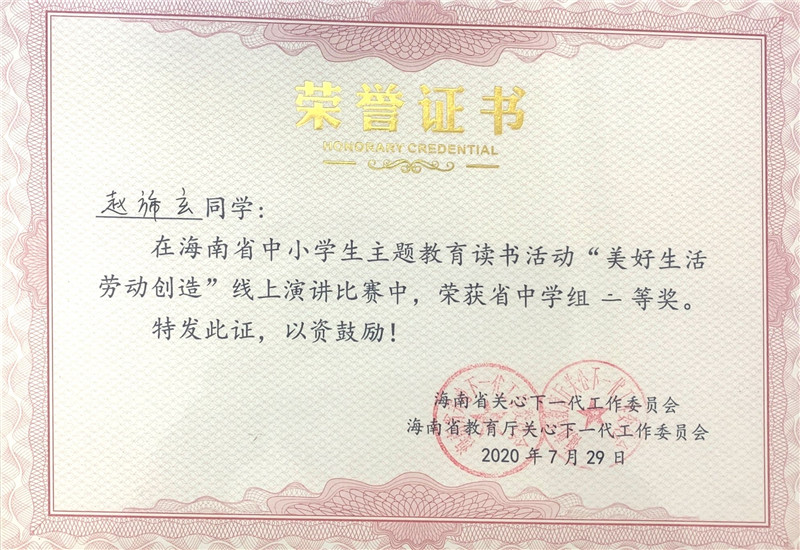 荣誉证书
HONORARY CREDENTIAL
赵施玄同学:
在海南省中小学生主题教育读书活动“美好生活
劳动创造”线上演讲比赛中，荣获省中学组 二 等奖。
特发此证，以资鼓励！
海南省关心下一代工作委员会
海南省教育厅关心下一代工作委员会
2020 年 7 月 29 日